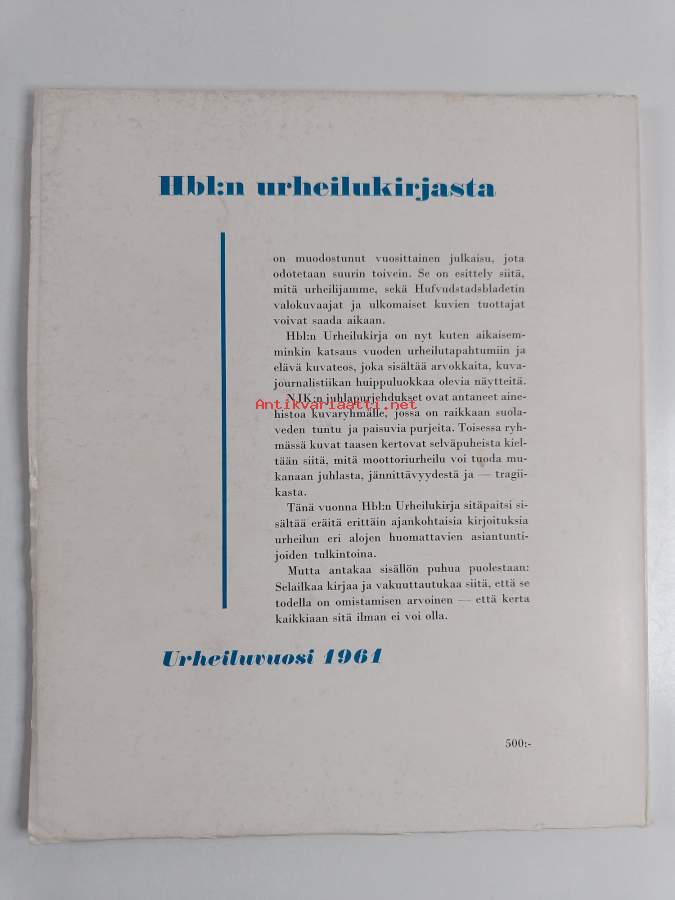 Hbl:n urheilukirjasta
on muodostunut vuosittainen julkaisu, jota
odotetaan suurin toivein. Se on esittely siitä,
mitä urheilijamme, sekä Hufvudstadsbladetin
valokuvaajat ja ulkomaiset kuvien tuottajat
voivat saada aikaan.
Hbl:n Urheilukirja on nyt kuten aikaisem-
minkin katsaus vuoden urheilutapahtumiin ja
elävä kuvateos, joka sisältää arvokkaita, kuva-
journalistiikan huippuluokkaa olevia näytteitä.
NJK:n juhlapurjehdukset ovat antaneet aine-
Antikvariaatti.net
histoa kuvaryhmälle, jossa on raikkaan suola-
veden tuntu ja paisuvia purjeita. Toisessa ryh-
mässä kuvat taasen kertovat selväpuheista kiel-
tään siitä, mitä moottoriurheilu voi tuoda mu-
kanaan juhlasta, jännittävyydestä ja — tragii-
kasta.
Tänä vuonna Hbl:n Urheilukirja sitäpaitsi si-
sältää eräitä erittäin ajankohtaisia kirjoituksia
urheilun eri alojen huomattavien asiantunti-
joiden tulkintoina.
Mutta antakaa sisällön puhua puolestaan:
Selailkaa kirjaa ja vakuuttautukaa siitä, että se
todella on omistamisen arvoinen — että kerta
kaikkiaan sitä ilman ei voi olla.
Urheiluvuosi 1961
500:-